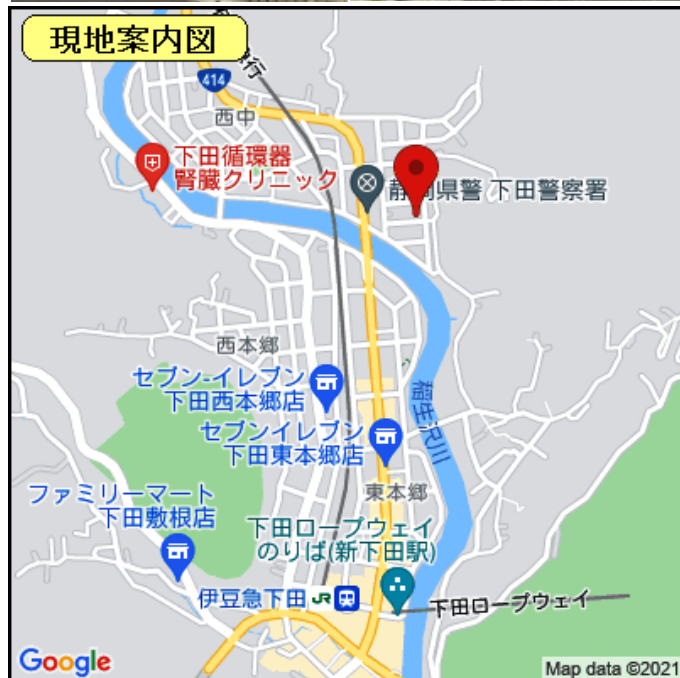 現地案内図
急行
414
西中
下田循環器
腎臓クリニック
静岡県警 下田警察署
西本郷
セブン-イレブン
下田西本郷店
セブンイレブン
下田東本郷店
稲生沢川
東本郷
ファミリーマート
下田敷根店
下田ロープウェイ
のりば(新下田駅)
伊豆急下田
JR
下田ロープウェイ
Google
Map data ©2021